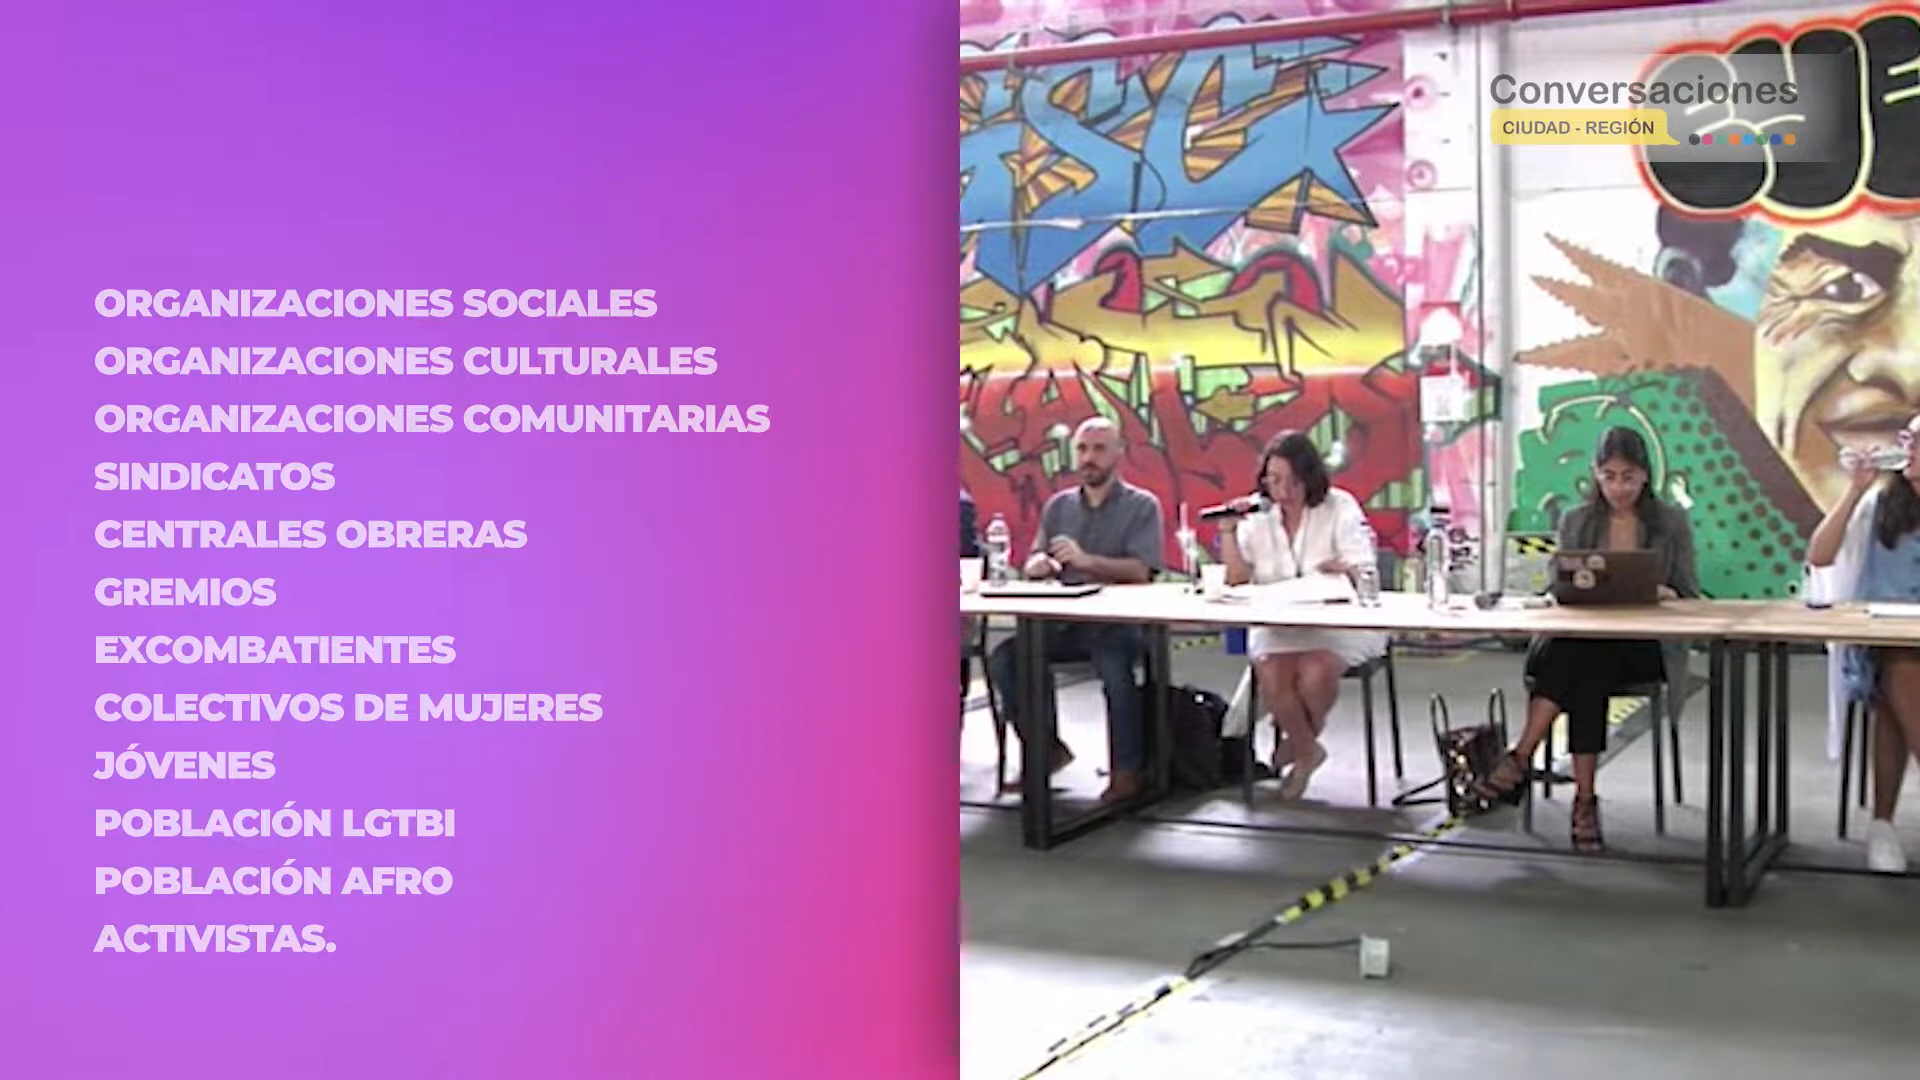 ORGANIZACIONES SOCIALES
ORGANIZACIONES CULTURALES
ORGANIZACIONES COMUNITARIAS
SINDICATOS
CENTRALES OBRERAS
GREMIOS
EXCOMBATIENTES
COLECTIVOS DE MUJERES
JÓVENES
POBLACIÓN LGTBI
POBLACIÓN AFRO
ACTIVISTAS.
Conversaciones
CIUDAD - REGIÓN